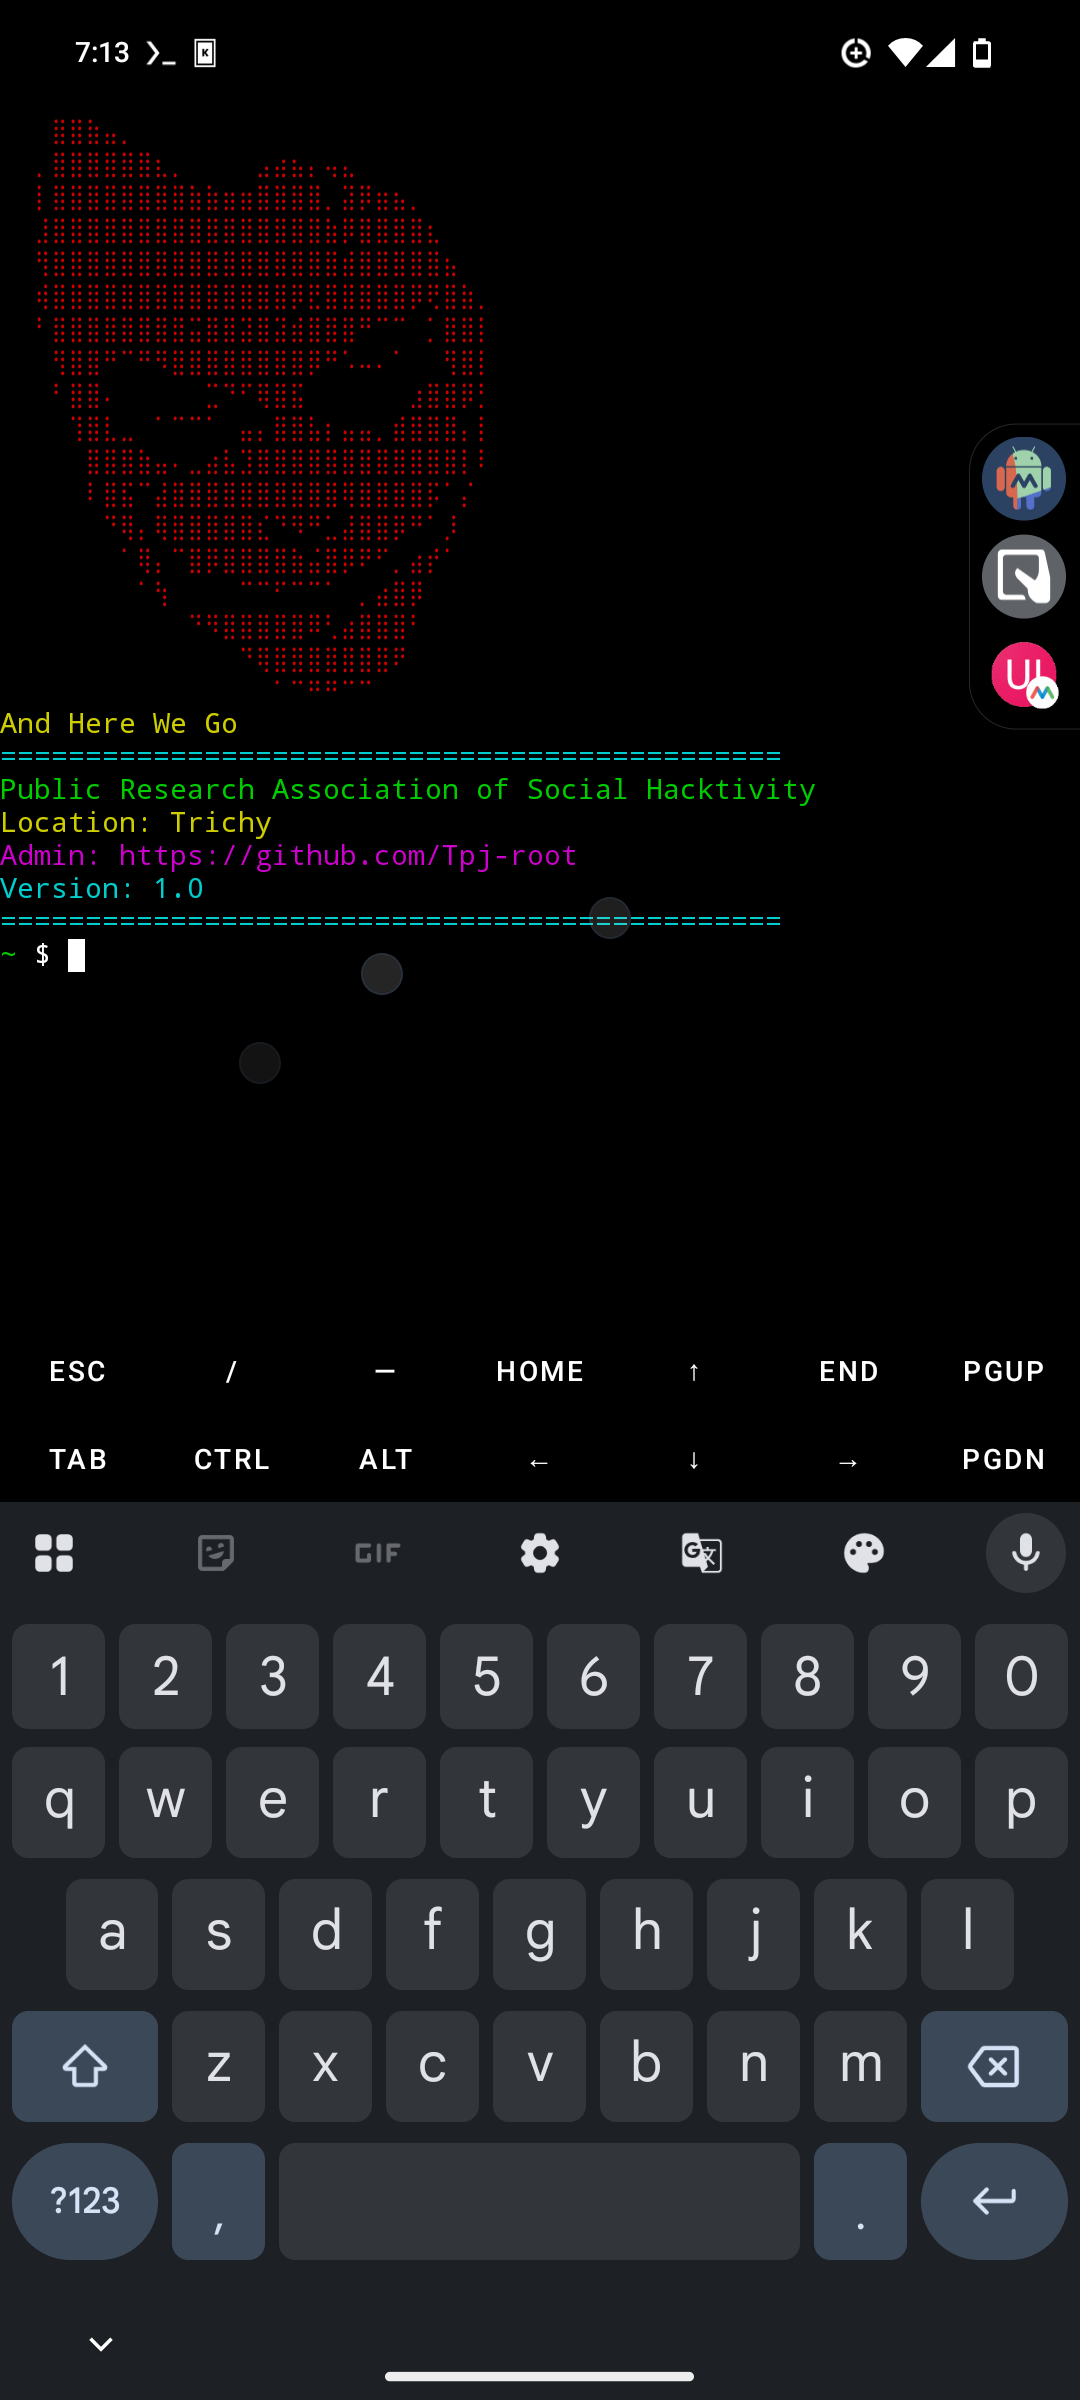 7:13
And Here We Go
==============================================
Public Research Association of Social Hacktivity
Location: Trichy
Admin: https://github.com/Tpj-root
Version: 1.0
==============================================
~ $
UI
ESC / — HOME ↑ END PGUP
TAB CTRL ALT ← ↓ → PGDN
GIF
1 2 3 4 5 6 7 8 9 0
q w e r t y u i o p
a s d f g h j k l
z x c v b n m
?123 , .